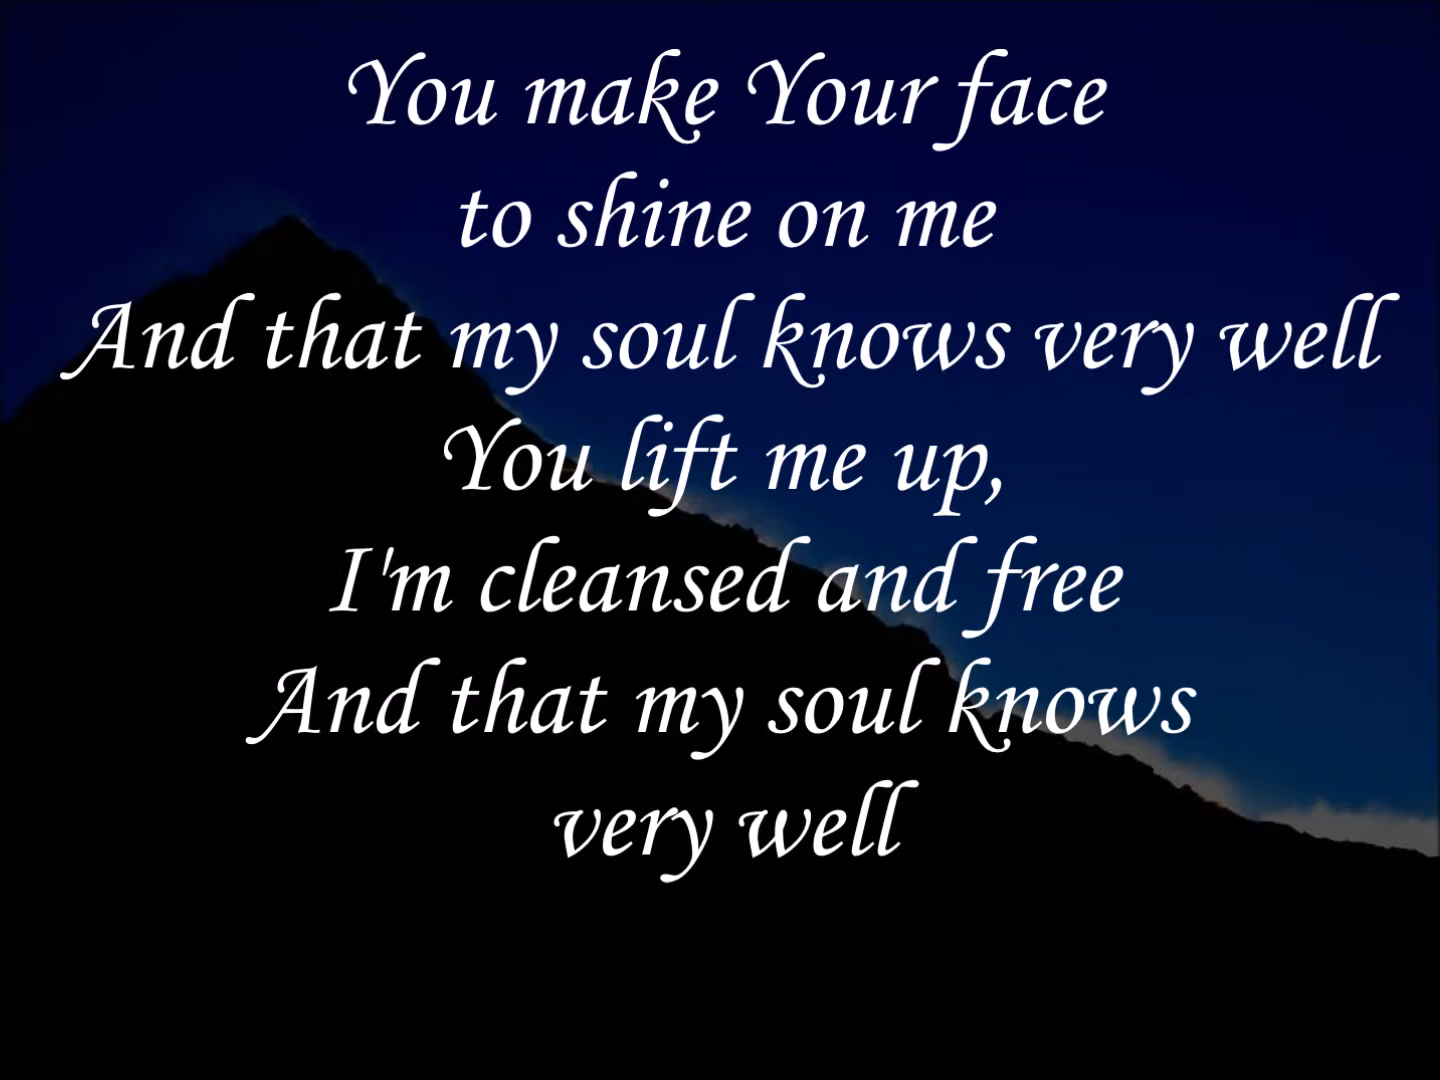 You make Your face
to shine on me
And that my soul knows very well
You lift me up,
I'm cleansed and free
And that my soul knows
very well